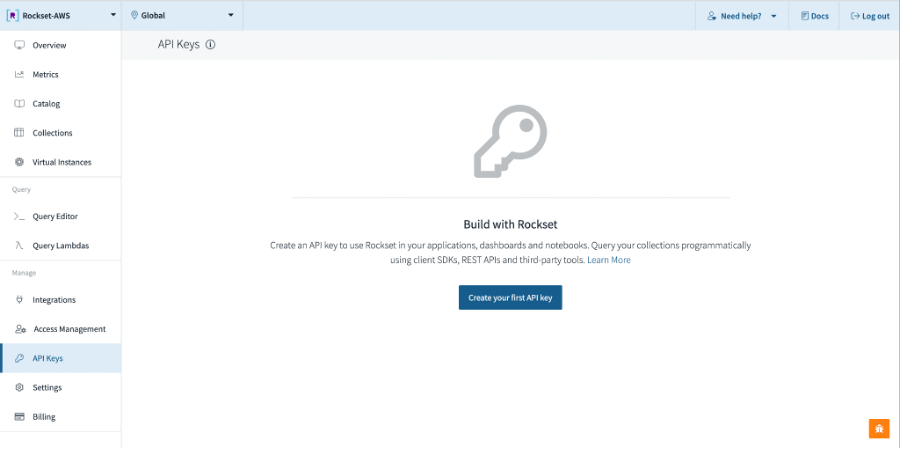 Rockset-AWS
Global
Need help?
Docs
Log out
Overview
Metrics
Catalog
Collections
Virtual Instances
Query
Query Editor
Query Lambdas
Manage
Integrations
Access Management
API Keys
Settings
Billing
API Keys
Build with Rockset
Create an API key to use Rockset in your applications, dashboards and notebooks. Query your collections programmatically
using client SDKs, REST APIs and third-party tools. Learn More
Create your first API key